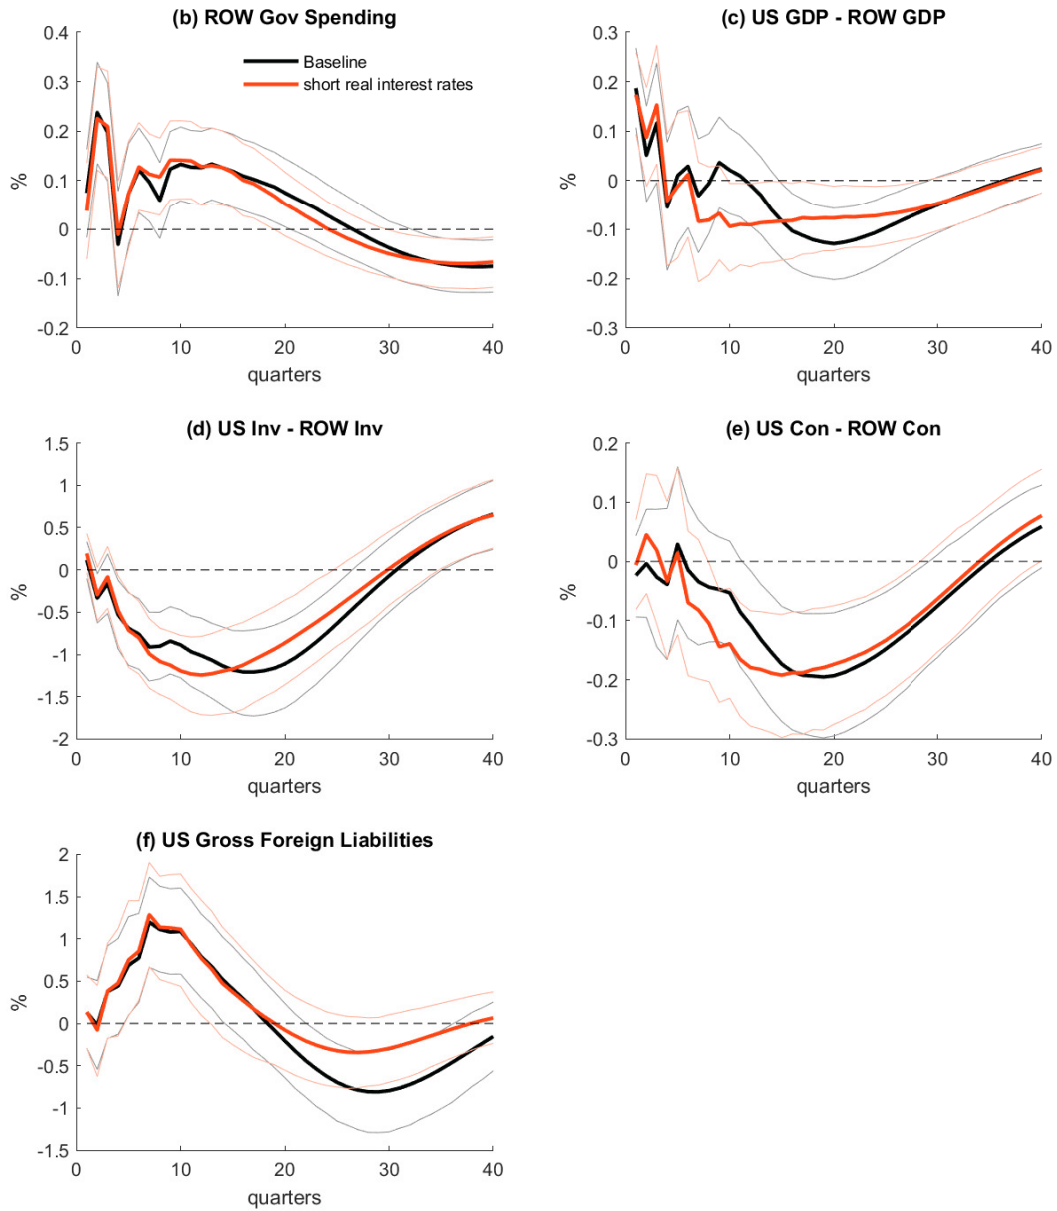 (b) ROW Gov Spending
0.4
0.3
0.2
0.1
0
-0.1
-0.2
%
Baseline
short real interest rates
0 10 20 30 40
quarters
(c) US GDP - ROW GDP
0.3
0.2
0.1
0
-0.1
-0.2
-0.3
%
0 10 20 30 40
quarters
(d) US Inv - ROW Inv
1.5
1
0.5
0
-0.5
-1
-1.5
-2
%
0 10 20 30 40
quarters
(e) US Con - ROW Con
0.2
0.1
0
-0.1
-0.2
-0.3
%
0 10 20 30 40
quarters
(f) US Gross Foreign Liabilities
2
1.5
1
0.5
0
-0.5
-1
-1.5
%
0 10 20 30 40
quarters